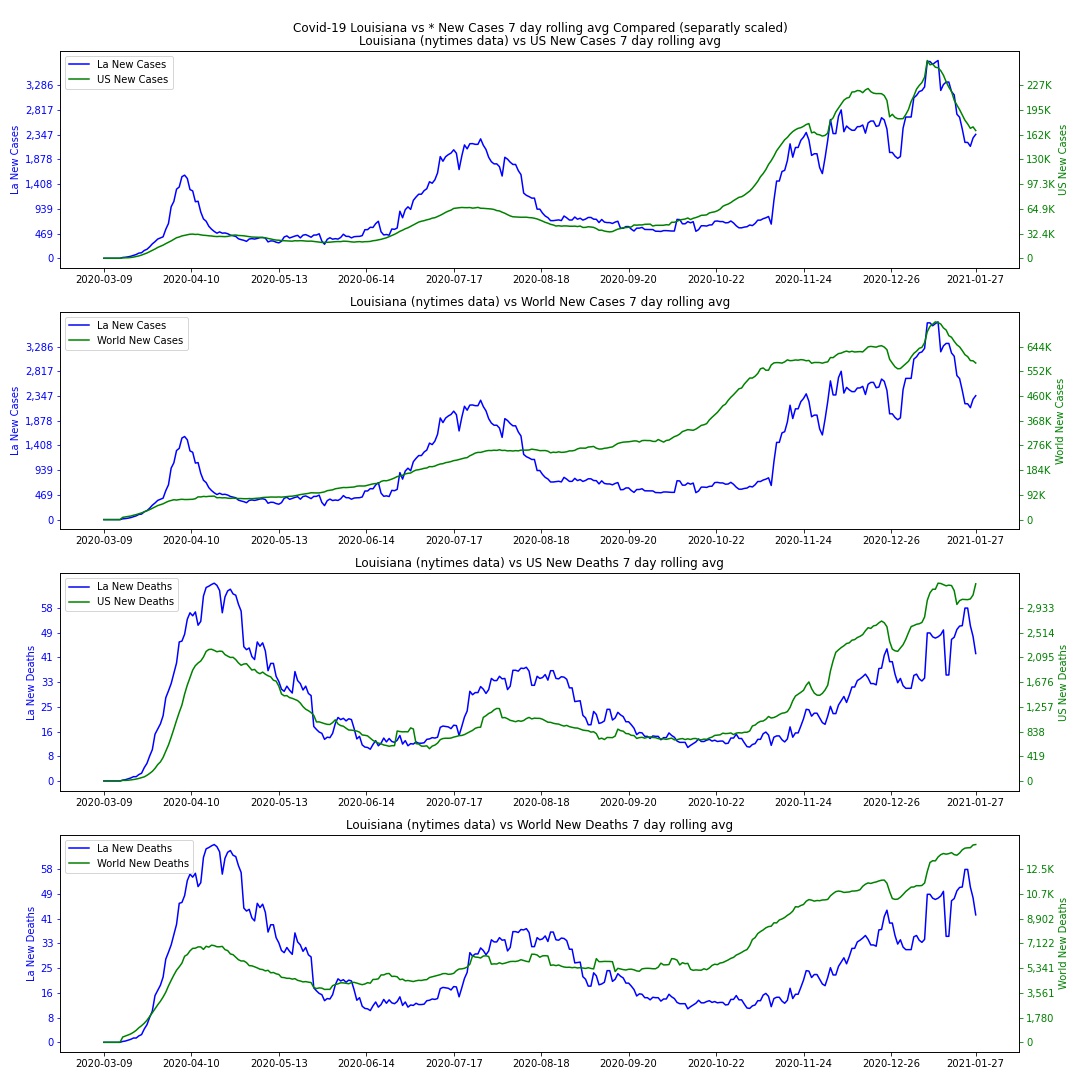 Covid-19 Louisiana vs * New Cases 7 day rolling avg Compared (separatly scaled)
Louisiana (nytimes data) vs US New Cases 7 day rolling avg
La New Cases
US New Cases
3,286
2,817
2,347
1,878
1,408
939
469
0
La New Cases
227K
195K
162K
130K
97.3K
64.9K
32.4K
0
US New Cases
2020-03-09 2020-04-10 2020-05-13 2020-06-14 2020-07-17 2020-08-18 2020-09-20 2020-10-22 2020-11-24 2020-12-26 2021-01-27
Louisiana (nytimes data) vs World New Cases 7 day rolling avg
La New Cases
World New Cases
3,286
2,817
2,347
1,878
1,408
939
469
0
La New Cases
644K
552K
460K
368K
276K
184K
92K
0
World New Cases
2020-03-09 2020-04-10 2020-05-13 2020-06-14 2020-07-17 2020-08-18 2020-09-20 2020-10-22 2020-11-24 2020-12-26 2021-01-27
Louisiana (nytimes data) vs US New Deaths 7 day rolling avg
La New Deaths
US New Deaths
58
49
41
33
25
16
8
0
La New Deaths
2,933
2,514
2,095
1,676
1,257
838
419
0
US New Deaths
2020-03-09 2020-04-10 2020-05-13 2020-06-14 2020-07-17 2020-08-18 2020-09-20 2020-10-22 2020-11-24 2020-12-26 2021-01-27
Louisiana (nytimes data) vs World New Deaths 7 day rolling avg
La New Deaths
World New Deaths
58
49
41
33
25
16
8
0
La New Deaths
12.5K
10.7K
8,902
7,122
5,341
3,561
1,780
0
World New Deaths
2020-03-09 2020-04-10 2020-05-13 2020-06-14 2020-07-17 2020-08-18 2020-09-20 2020-10-22 2020-11-24 2020-12-26 2021-01-27